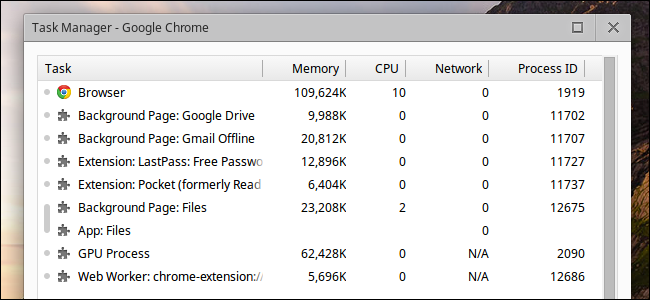 Task Manager - Google Chrome
Task Memory CPU Network Process ID
Browser 109,624K 10 0 1919
Background Page: Google Drive 9,988K 0 0 11702
Background Page: Gmail Offline 20,812K 0 0 11707
Extension: LastPass: Free Passwo 12,896K 0 0 11727
Extension: Pocket (formerly Read 6,404K 0 0 11737
Background Page: Files 23,208K 2 0 12675
App: Files 0
GPU Process 62,428K 0 N/A 2090
Web Worker: chrome-extension:/ 5,696K 0 N/A 12686